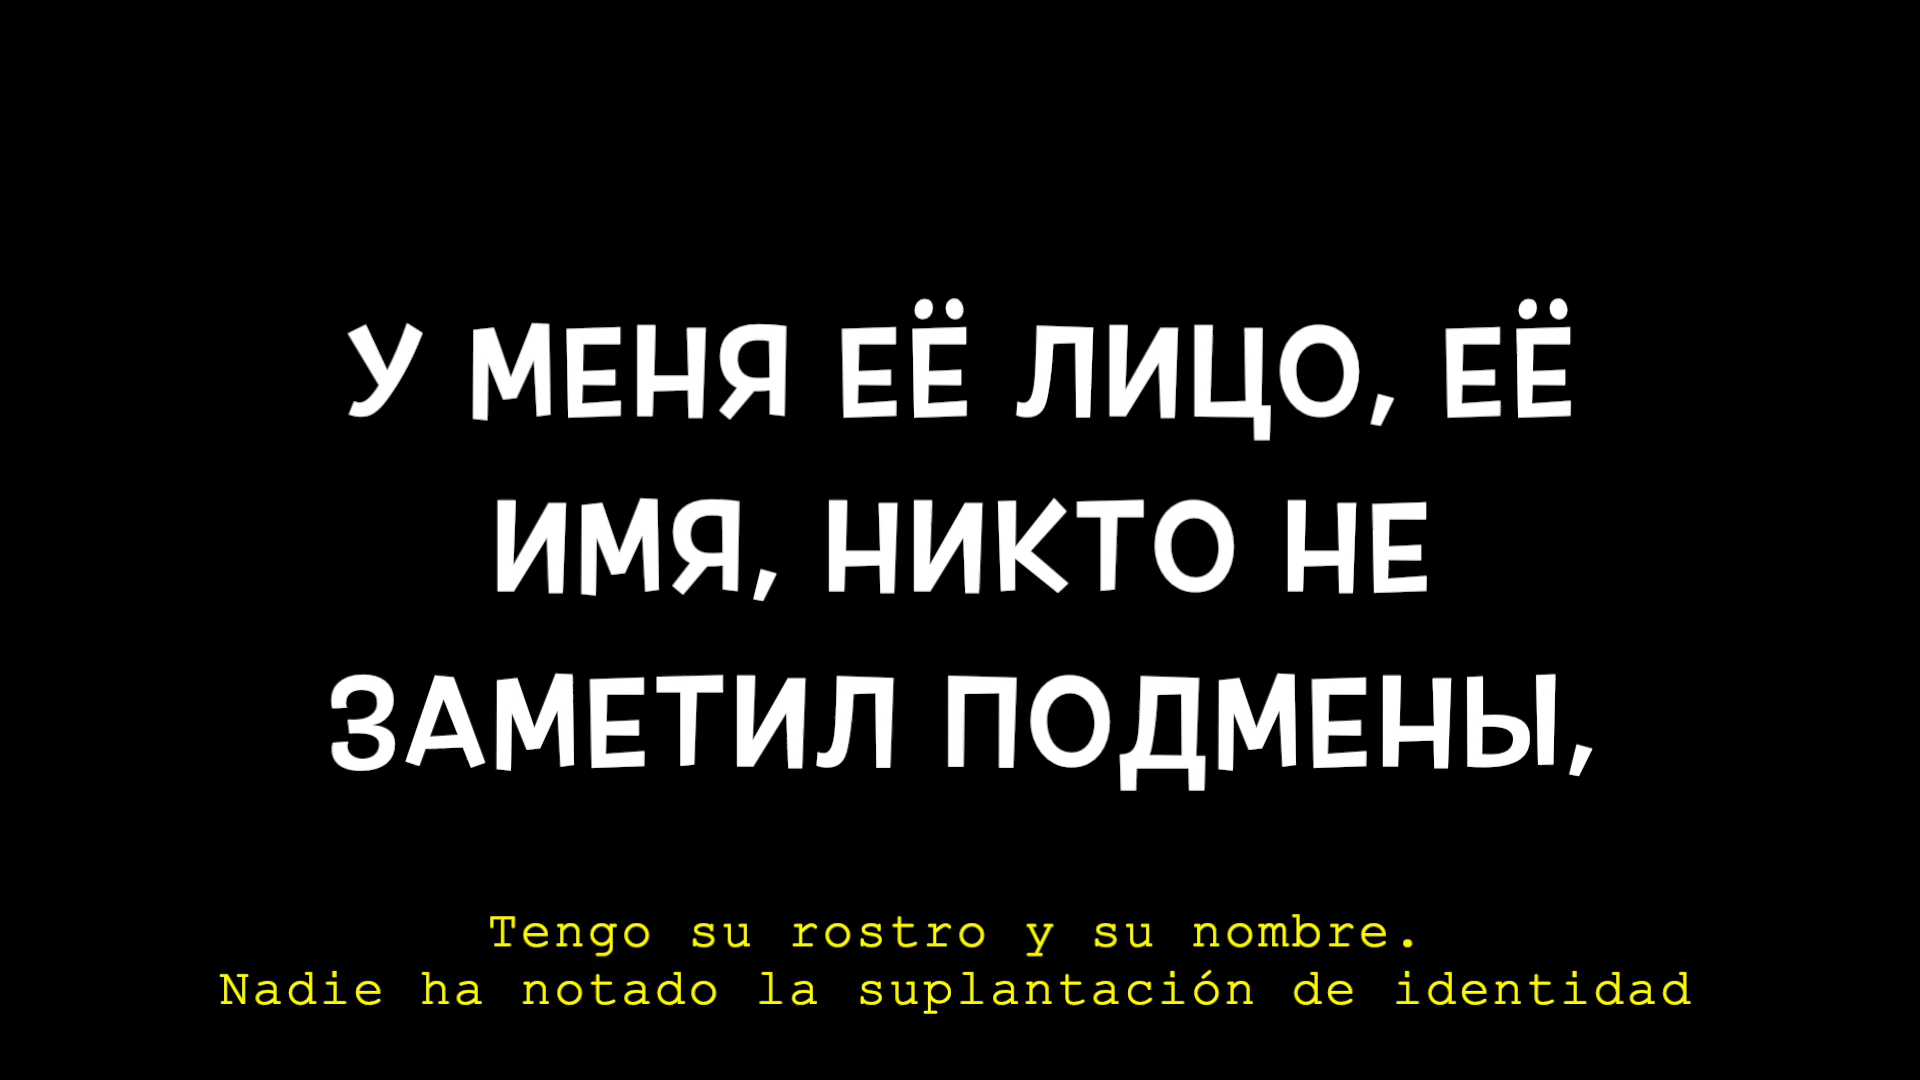 У МЕНЯ ЕЁ ЛИЦО, ЕЁ
ИМЯ, НИКТО НЕ
ЗАМЕТИЛ ПОДМЕНЫ,
Tengo su rostro y su nombre.
Nadie ha notado la suplantación de identidad